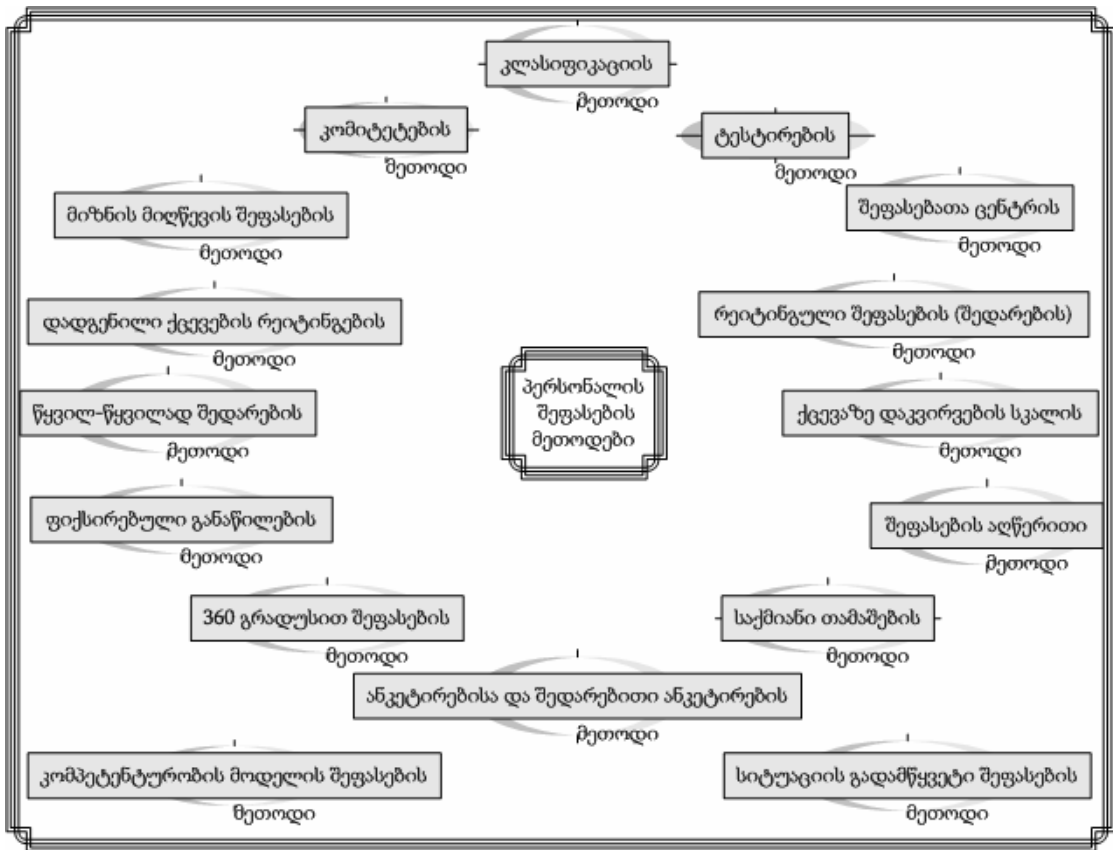 კლასიფიკაციის
მეთოდი
კომიტეტების
მეთოდი
ტესტირების
მეთოდი
მიზნის მიღწევის შეფასების
მეთოდი
შეფასებათა ცენტრის
მეთოდი
დადგენილი ქცევების რეიტინგების
მეთოდი
რეიტინგული შეფასების (შედარების)
მეთოდი
პერსონალის
შეფასების
მეთოდები
წყვილ-წყვილად შედარების
მეთოდი
ქცევაზე დაკვირვების სკალის
მეთოდი
ფიქსირებული განაწილების
მეთოდი
შეფასების აღწერითი
მეთოდი
360 გრადუსით შეფასების
მეთოდი
საქმიანი თამაშების
მეთოდი
ანკეტირებისა და შედარებითი ანკეტირების
მეთოდი
კომპეტენტურობის მოდელის შეფასების
მეთოდი
სიტუაციის გადამწყვეტი შეფასების
მეთოდი